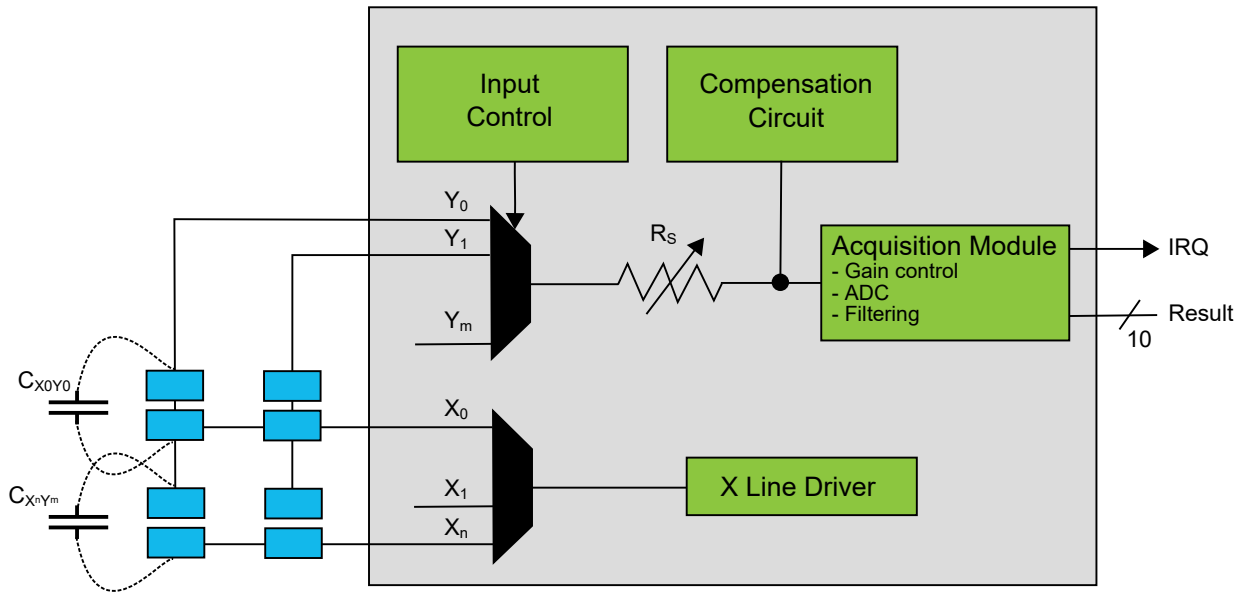 Input
Control
Compensation
Circuit
Y0
Y1
RS
Ym
Acquisition Module
- Gain control
- ADC
- Filtering
IRQ
Result
10
CX0Y0
X0
CXnYm
X1
Xn
X Line Driver